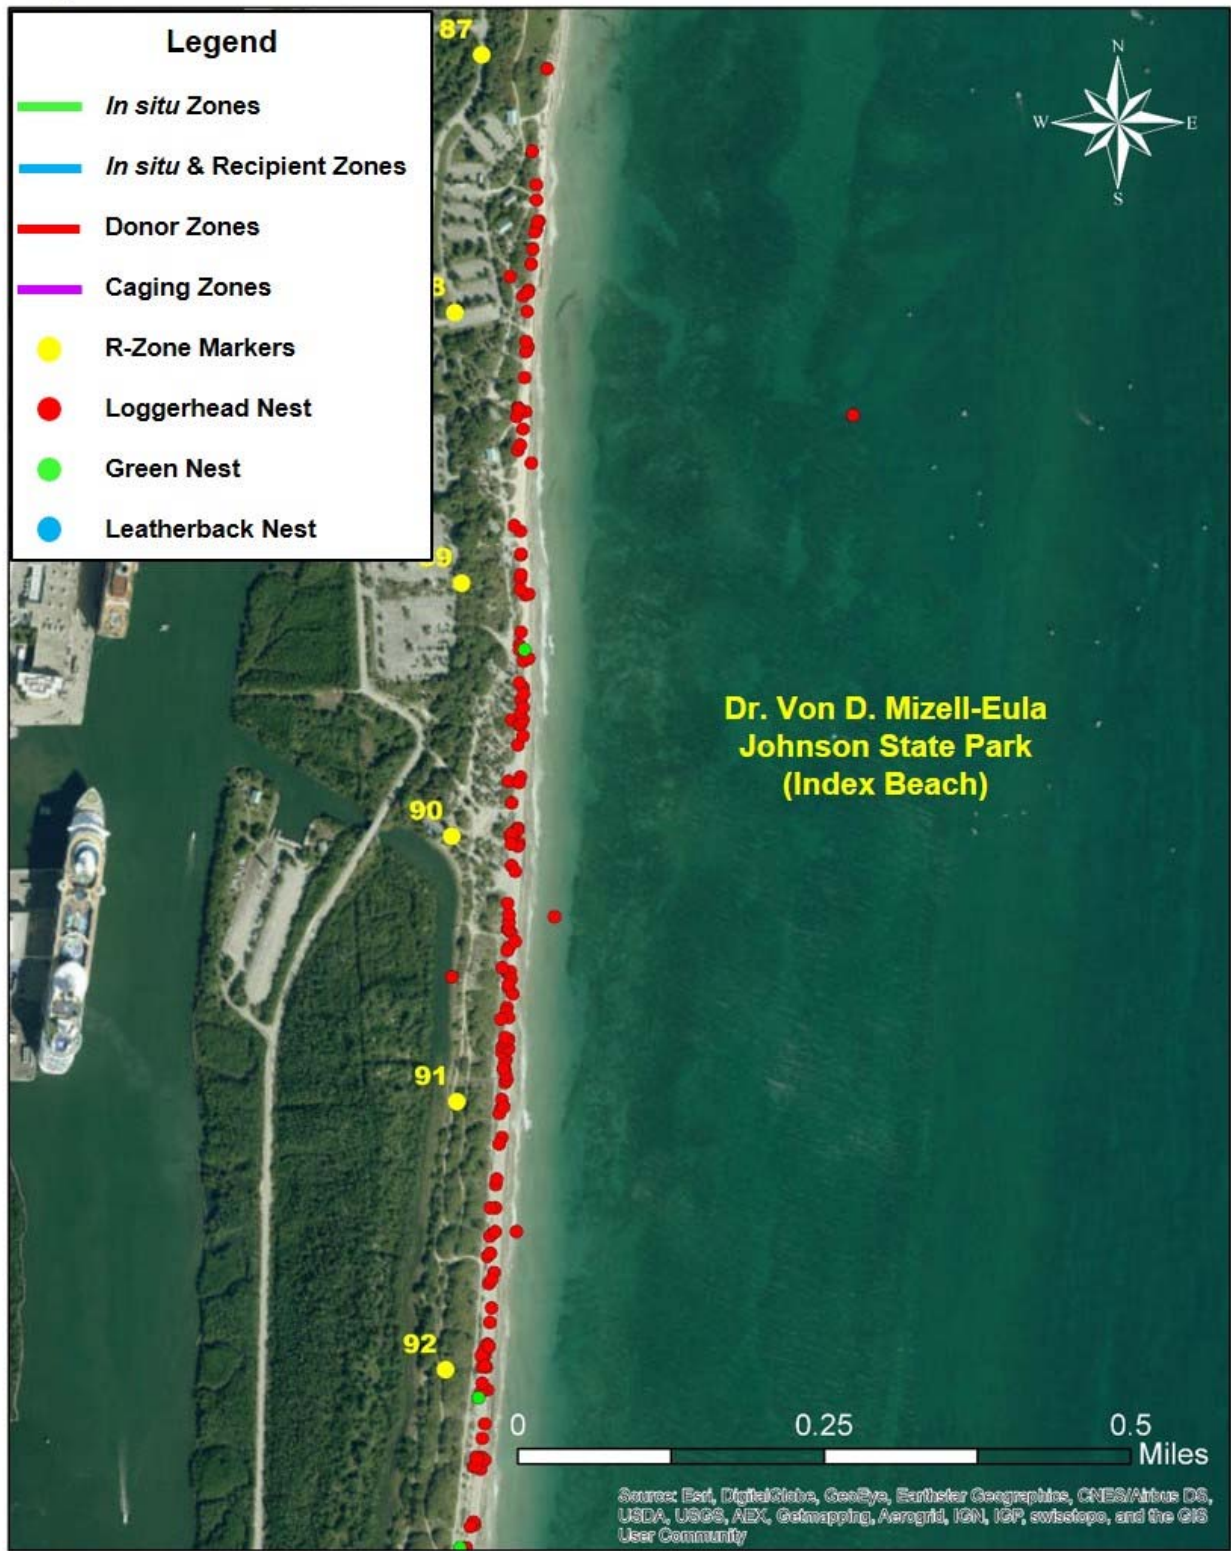 Legend
In situ Zones
In situ & Recipient Zones
Donor Zones
Caging Zones
R-Zone Markers
Loggerhead Nest
Green Nest
Leatherback Nest
87
N
W
E
S
8
89
Dr. Von D. Mizell-Eula
Johnson State Park
(Index Beach)
90
91
92
0
0.25
0.5
Miles
Source: Esri, DigitalGlobe, GeoEye, Earthstar Geographics, CNES/Airbus DS,
USDA, USGS, AEX, Getmapping, Aerogrid, IGN, IGP, swisstopo, and the GIS
User Community